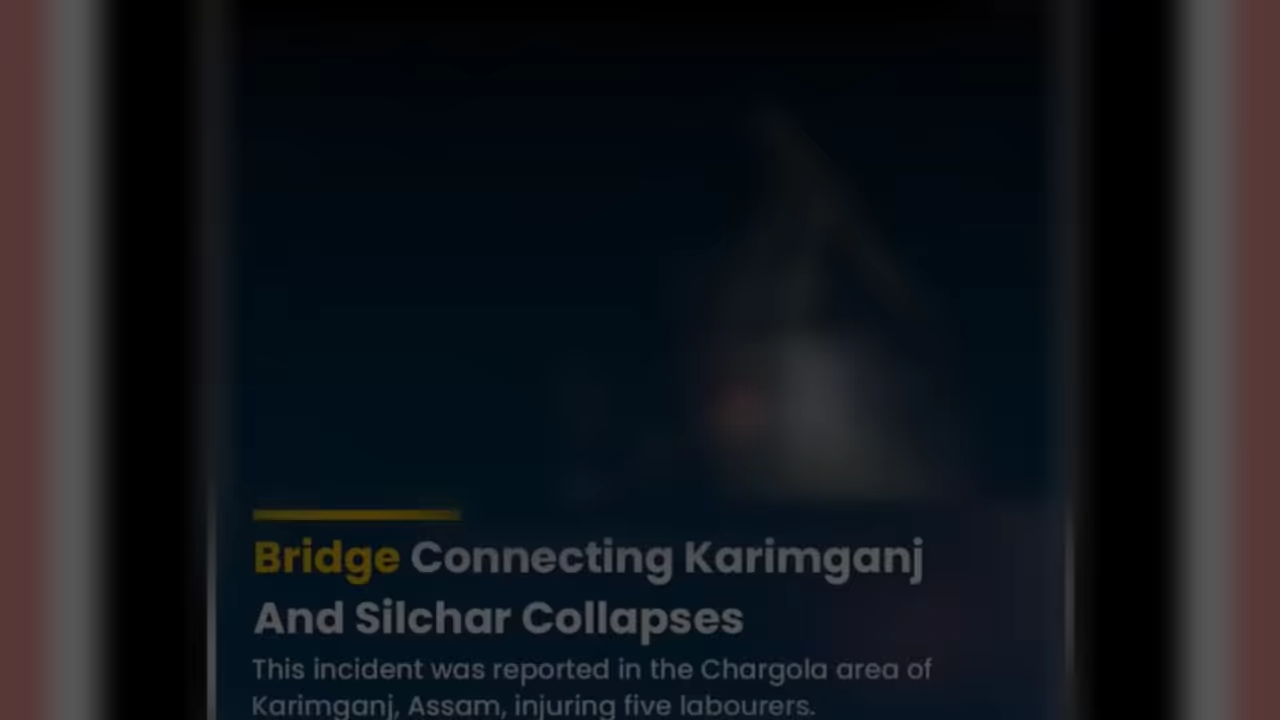 Bridge Connecting Karimganj
And Silchar Collapses
This incident was reported in the Chargola area of
Karimganj, Assam, injuring five labourers.